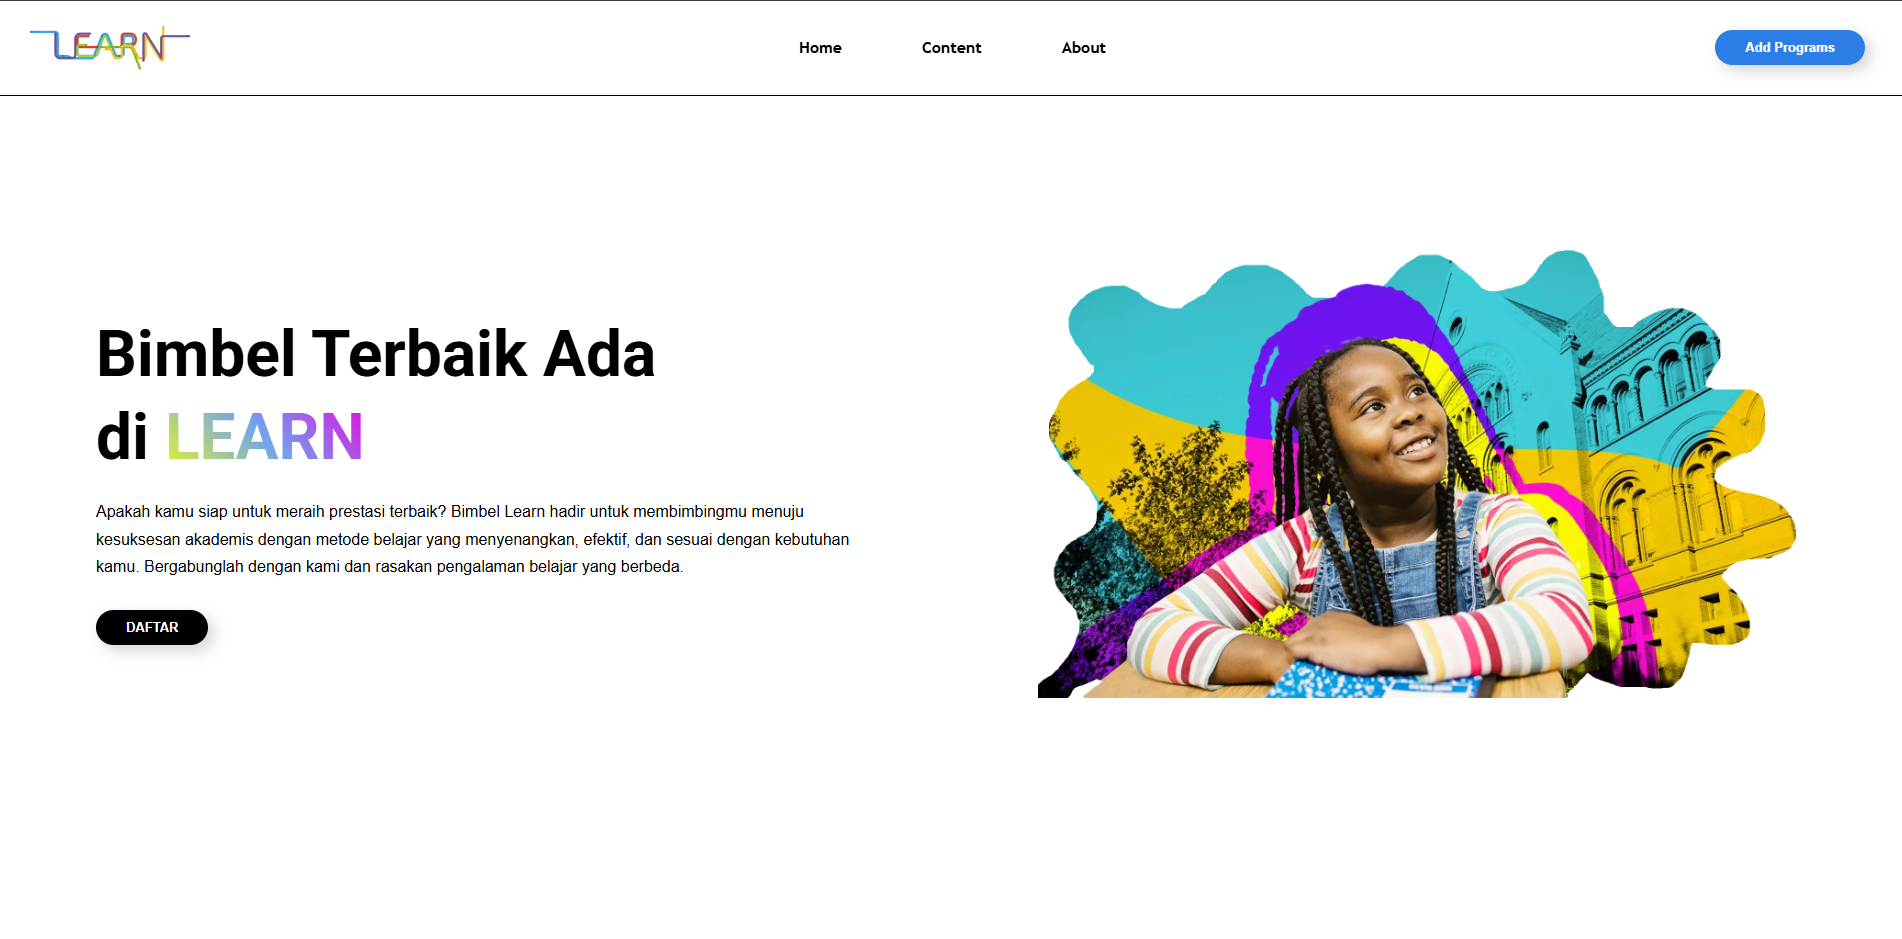 LEARN
Home
Content
About
Add Programs
Bimbel Terbaik Ada
di LEARN
Apakah kamu siap untuk meraih prestasi terbaik? Bimbel Learn hadir untuk membimbingmu menuju
kesuksesan akademis dengan metode belajar yang menyenangkan, efektif, dan sesuai dengan kebutuhan
kamu. Bergabunglah dengan kami dan rasakan pengalaman belajar yang berbeda.
DAFTAR